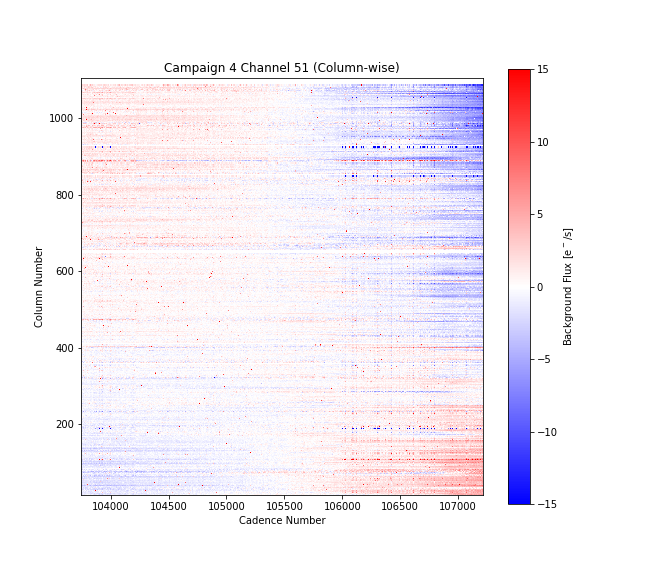 Campaign 4 Channel 51 (Column-wise)
1000
800
600
400
200
Column Number
104000 104500 105000 105500 106000 106500 107000
Cadence Number
15
10
5
0
−5
−10
−15
Background Flux [e⁻/s]